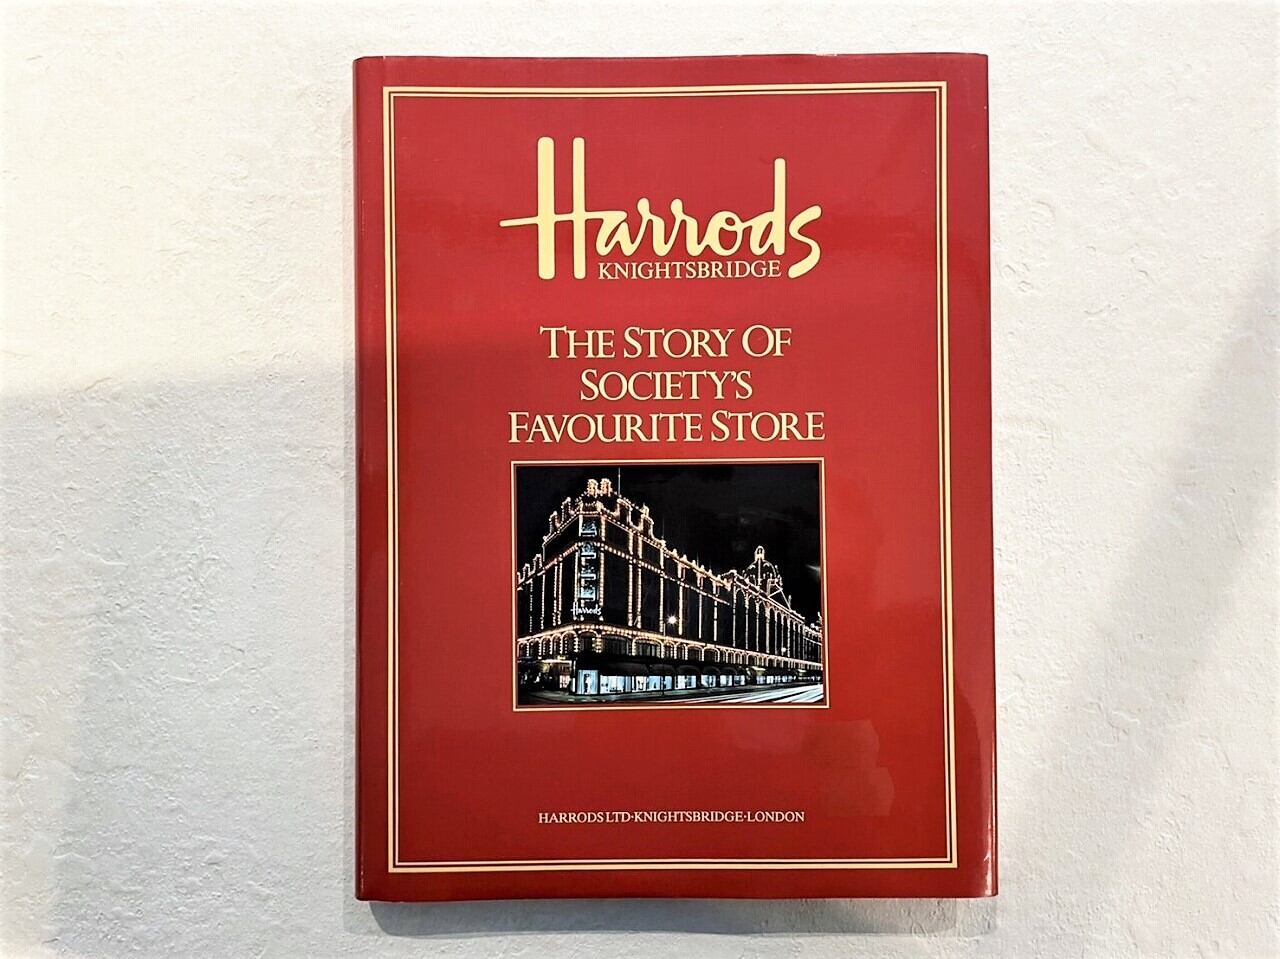 Harrods
KNIGHTSBRIDGE
THE STORY OF
SOCIETY'S
FAVOURITE STORE
Harrods
HARRODS LTD·KNIGHTSBRIDGE·LONDON